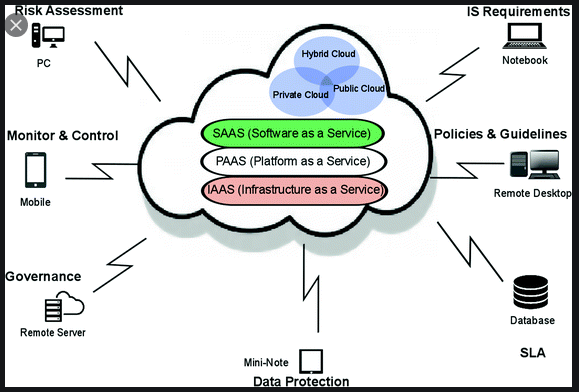 Risk Assessment
PC
IS Requirements
Notebook
Hybrid Cloud
Private Cloud
Public Cloud
SAAS (Software as a Service)
PAAS (Platform as a Service)
IAAS (Infrastructure as a Service)
Monitor & Control
Mobile
Policies & Guidelines
Remote Desktop
Governance
Remote Server
Database
SLA
Mini-Note
Data Protection